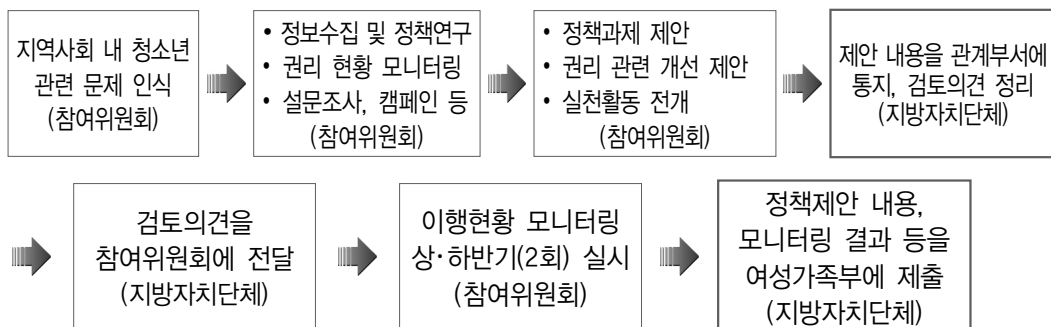 지역사회 내 청소년
관련 문제 인식
(참여위원회)
• 정보수집 및 정책연구
• 권리 현황 모니터링
• 설문조사, 캠페인 등
(참여위원회)
• 정책과제 제안
• 권리 관련 개선 제안
• 실천활동 전개
(참여위원회)
제안 내용을 관계부서에
통지, 검토의견 정리
(지방자치단체)
검토의견을
참여위원회에 전달
(지방자치단체)
이행현황 모니터링
상·하반기(2회) 실시
(참여위원회)
정책제안 내용,
모니터링 결과 등을
여성가족부에 제출
(지방자치단체)